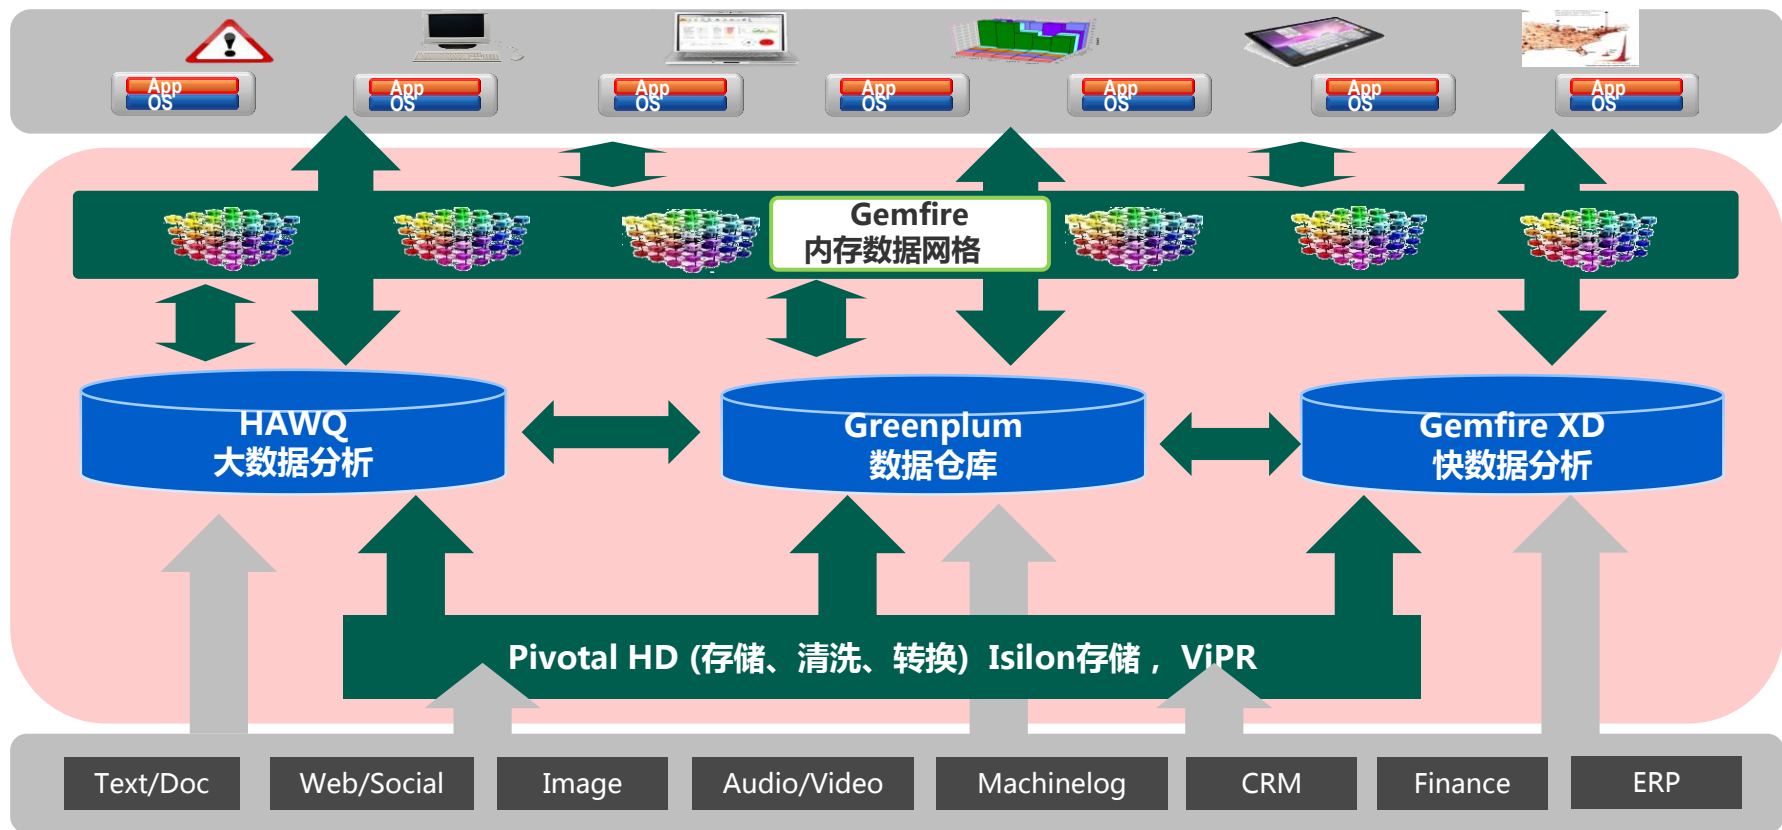 App
OS
App
OS
App
OS
App
OS
App
OS
App
OS
App
OS
Gemfire
内存数据网格
HAWQ
大数据分析
Greenplum
数据仓库
Gemfire XD
快数据分析
Pivotal HD (存储、清洗、转换) Isilon存储， ViPR
Text/Doc
Web/Social
Image
Audio/Video
Machinelog
CRM
Finance
ERP